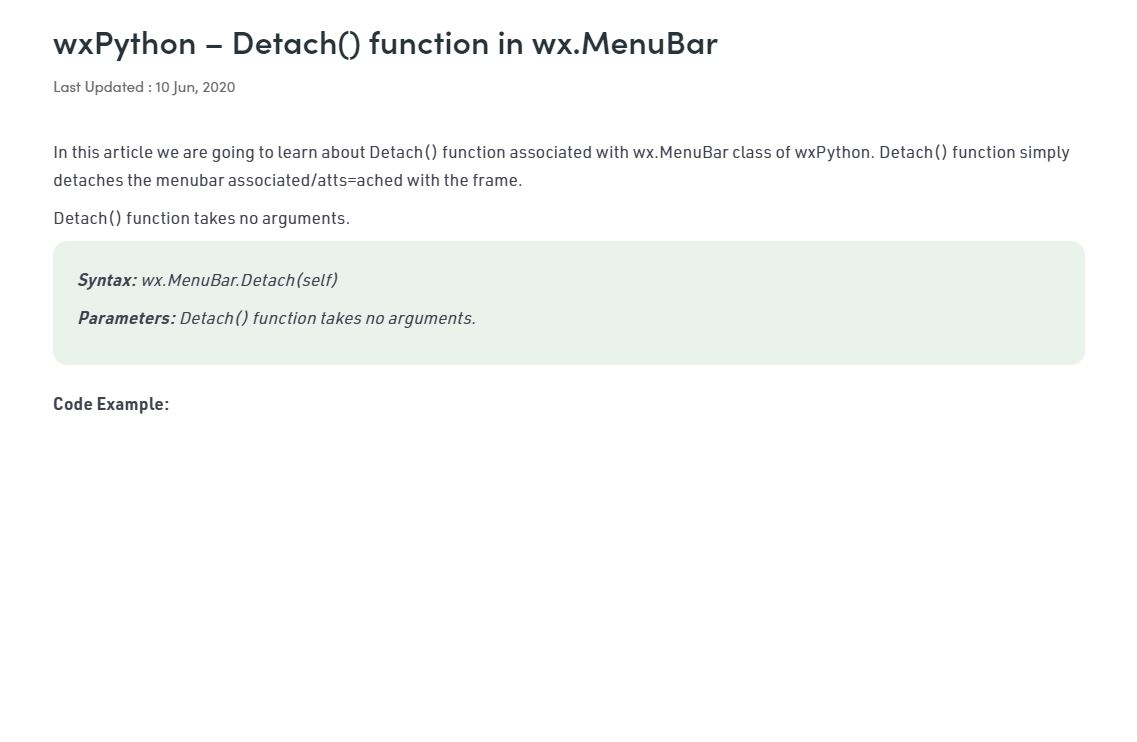 wxPython – Detach() function in wx.MenuBar
Last Updated : 10 Jun, 2020
In this article we are going to learn about Detach() function associated with wx.MenuBar class of wxPython. Detach() function simply
detaches the menubar associated/atts=ached with the frame.
Detach() function takes no arguments.
Syntax: wx.MenuBar.Detach(self)
Parameters: Detach() function takes no arguments.
Code Example: